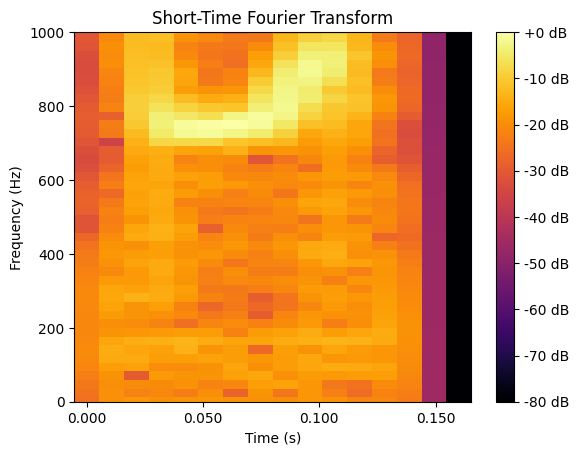 Short-Time Fourier Transform
1000
800
600
400
200
0
Frequency (Hz)
0.000
0.050
0.100
0.150
Time (s)
+0 dB
-10 dB
-20 dB
-30 dB
-40 dB
-50 dB
-60 dB
-70 dB
-80 dB